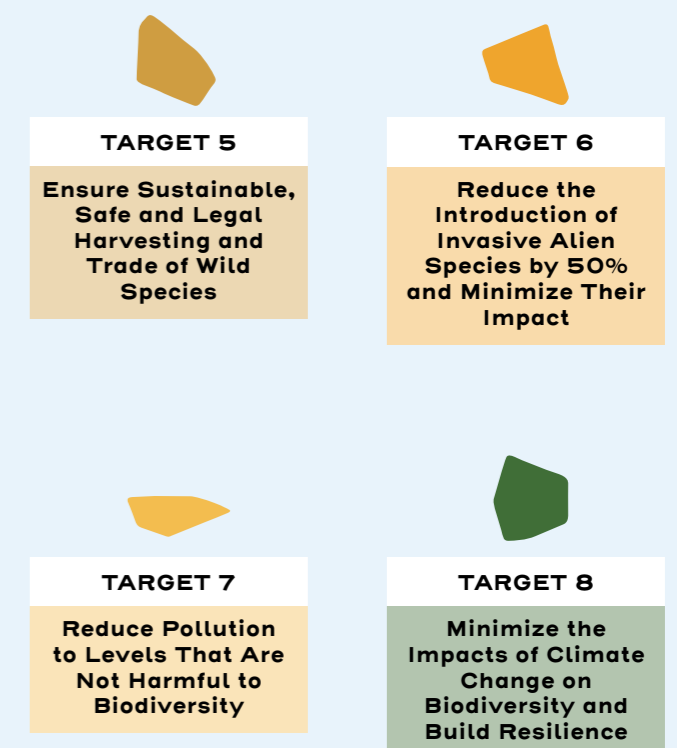 TARGET 5
Ensure Sustainable,
Safe and Legal
Harvesting and
Trade of Wild
Species
TARGET 6
Reduce the
Introduction of
Invasive Alien
Species by 50%
and Minimize Their
Impact
TARGET 7
Reduce Pollution
to Levels That Are
Not Harmful to
Biodiversity
TARGET 8
Minimize the
Impacts of Climate
Change on
Biodiversity and
Build Resilience